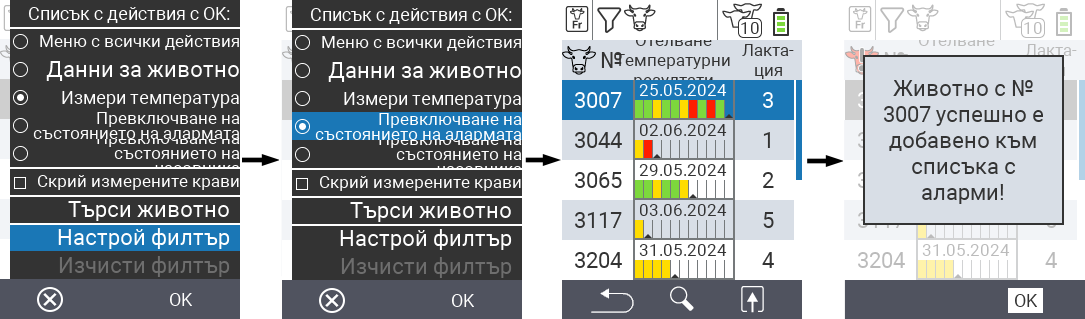 Списък с действия с OK:
Меню с всички действия
Данни за животно
Измери температура
Превключване на
състоянието на алармата
Превключване на
състоянието на
Скрий измерените крави
Търси животно
Настрой филтър
Изчисти филтър
OK
Списък с действия с OK:
Меню с всички действия
Данни за животно
Измери температура
Превключване на
състоянието на алармата
Превключване на
състоянието на
Скрий измерените крави
Търси животно
Настрой филтър
Изчисти филтър
OK
Fr
10
№
Отелване
Температурни
резултати
Лакта-
ция
3007 25.05.2024 3
3044 02.06.2024 1
3065 29.05.2024 2
3117 03.06.2024 5
3204 31.05.2024 4
Fr
10
Отелване
Лакта-
Животно с №
3007 успешно е
добавено към
списъка с
аларми!
3204 31.05.2024 4
OK